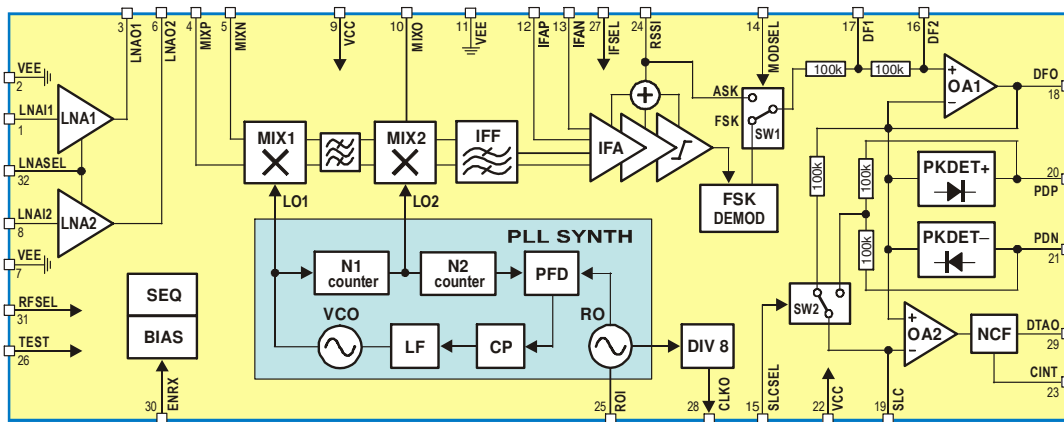 3 LNAO1
6 LNAO2
4 MIXP
5 MIXN
9 VCC
10 MIXO
11 VEE
12 IFAP
13 IFAN
27 IFSEL
24 RSSI
14 MODSEL
17 DF1
16 DF2
VEE
2
LNAI1
1
LNA1
LNASEL
32
LNAI2
8
LNA2
VEE
7
RFSEL
31
TEST
26
SEQ
BIAS
30 ENRX
MIX1
MIX2
IFF
IFA
+
ASK
FSK
SW1
FSK
DEMOD
LO1
LO2
PLL SYNTH
N1
counter
N2
counter
PFD
VCO
LF
CP
RO
DIV 8
25 ROI
28 CLKO
100k
100k
+
−
OA1
DFO
18
100k
100k
100k
PKDET+
20
PDP
PKDET−
PDN
21
SW2
+
−
OA2
NCF
DTAO
29
CINT
23
15 SLCSEL
22 VCC
19 SLC